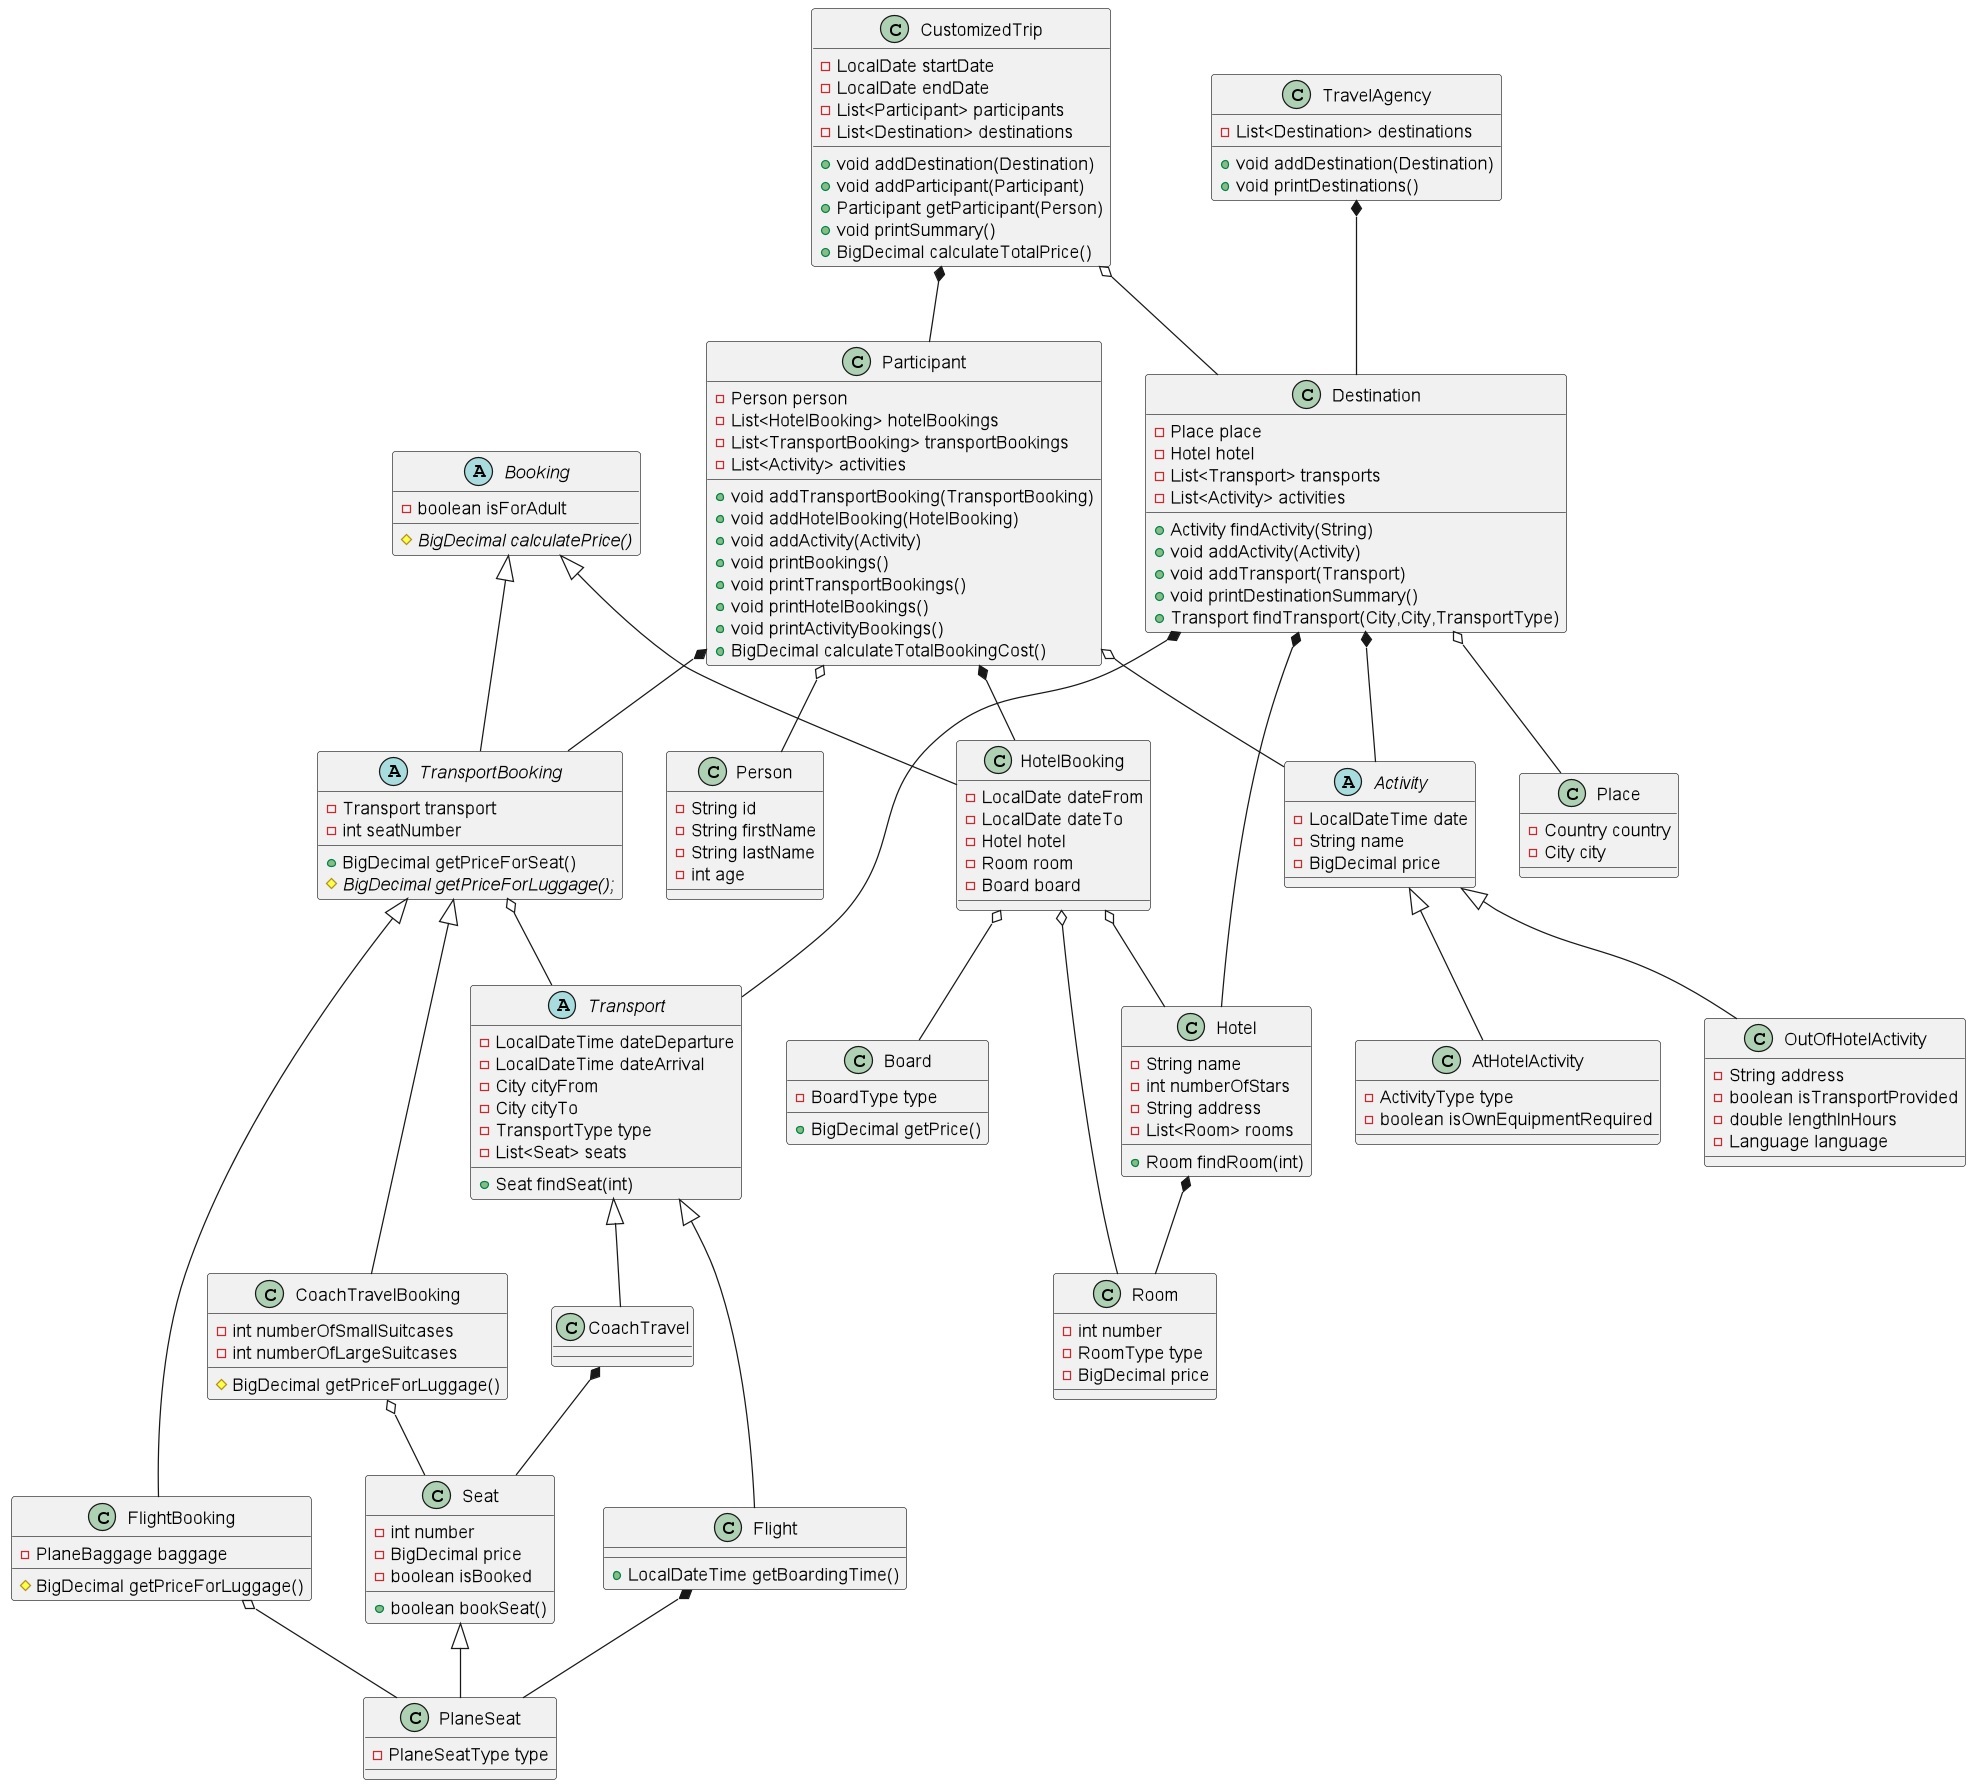 C CustomizedTrip
LocalDate startDate
LocalDate endDate
List<Participant> participants
List<Destination> destinations
void addDestination(Destination)
void addParticipant(Participant)
Participant getParticipant(Person)
void printSummary()
BigDecimal calculateTotalPrice()
C TravelAgency
List<Destination> destinations
void addDestination(Destination)
void printDestinations()
C Participant
Person person
List<HotelBooking> hotelBookings
List<TransportBooking> transportBookings
List<Activity> activities
void addTransportBooking(TransportBooking)
void addHotelBooking(HotelBooking)
void addActivity(Activity)
void printBookings()
void printTransportBookings()
void printHotelBookings()
void printActivityBookings()
BigDecimal calculateTotalBookingCost()
C Destination
Place place
Hotel hotel
List<Transport> transports
List<Activity> activities
Activity findActivity(String)
void addActivity(Activity)
void addTransport(Transport)
void printDestinationSummary()
Transport findTransport(City,City,TransportType)
A Booking
boolean isForAdult
BigDecimal calculatePrice()
A TransportBooking
Transport transport
int seatNumber
BigDecimal getPriceForSeat()
BigDecimal getPriceForLuggage();
C Person
String id
String firstName
String lastName
int age
C HotelBooking
LocalDate dateFrom
LocalDate dateTo
Hotel hotel
Room room
Board board
A Activity
LocalDateTime date
String name
BigDecimal price
C Place
Country country
City city
A Transport
LocalDateTime dateDeparture
LocalDateTime dateArrival
City cityFrom
City cityTo
TransportType type
List<Seat> seats
Seat findSeat(int)
C Board
BoardType type
BigDecimal getPrice()
C Hotel
String name
int numberOfStars
String address
List<Room> rooms
Room findRoom(int)
C AtHotelActivity
ActivityType type
boolean isOwnEquipmentRequired
C OutOfHotelActivity
String address
boolean isTransportProvided
double lengthInHours
Language language
C CoachTravelBooking
int numberOfSmallSuitcases
int numberOfLargeSuitcases
BigDecimal getPriceForLuggage()
C CoachTravel
C Room
int number
RoomType type
BigDecimal price
C FlightBooking
PlaneBaggage baggage
BigDecimal getPriceForLuggage()
C Seat
int number
BigDecimal price
boolean isBooked
boolean bookSeat()
C Flight
LocalDateTime getBoardingTime()
C PlaneSeat
PlaneSeatType type